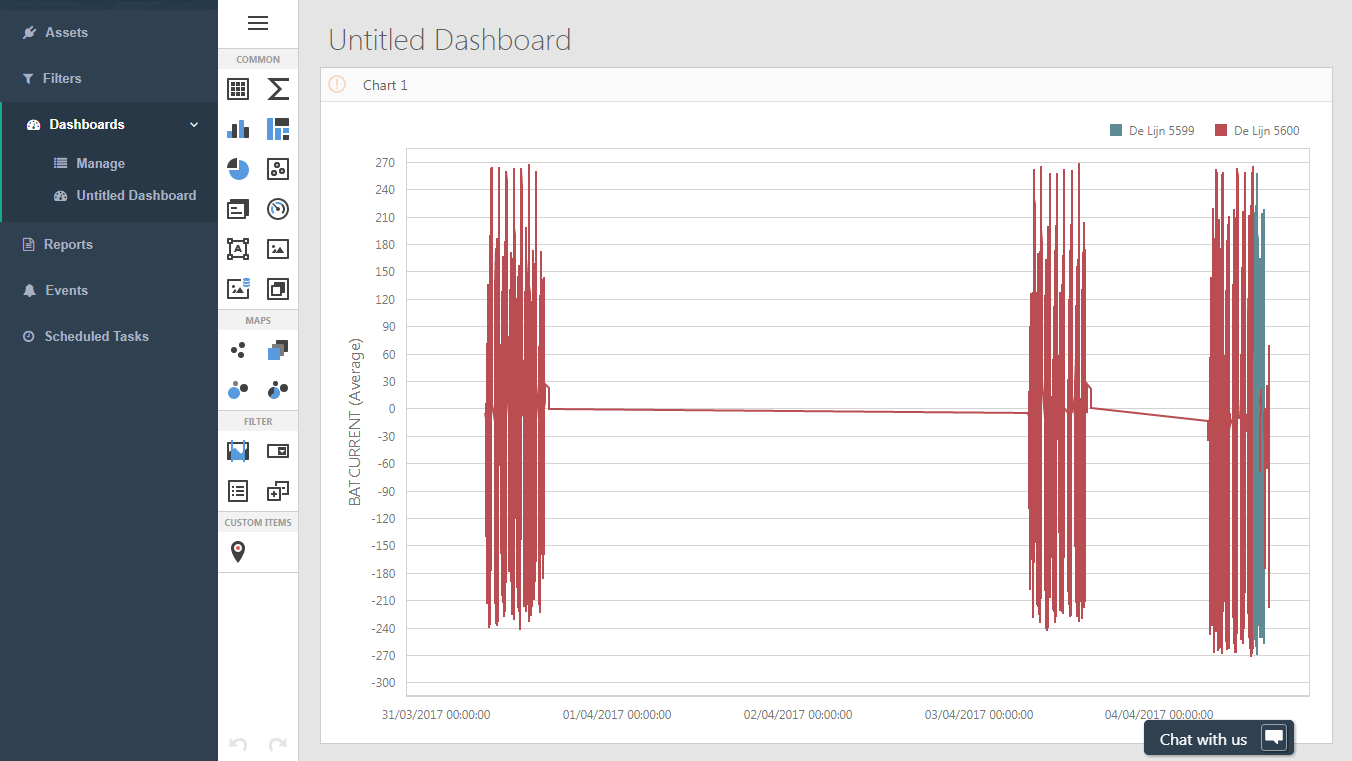 Assets
Filters
Dashboards
Manage
Untitled Dashboard
Reports
Events
Scheduled Tasks
COMMON
A
MAPS
FILTER
CUSTOM ITEMS
Untitled Dashboard
Chart 1
De Lijn 5599
De Lijn 5600
BAT CURRENT (Average)
270
240
210
180
150
120
90
60
30
0
-30
-60
-90
-120
-150
-180
-210
-240
-270
-300
31/03/2017 00:00:00
01/04/2017 00:00:00
02/04/2017 00:00:00
03/04/2017 00:00:00
04/04/2017 00:00:00
Chat with us